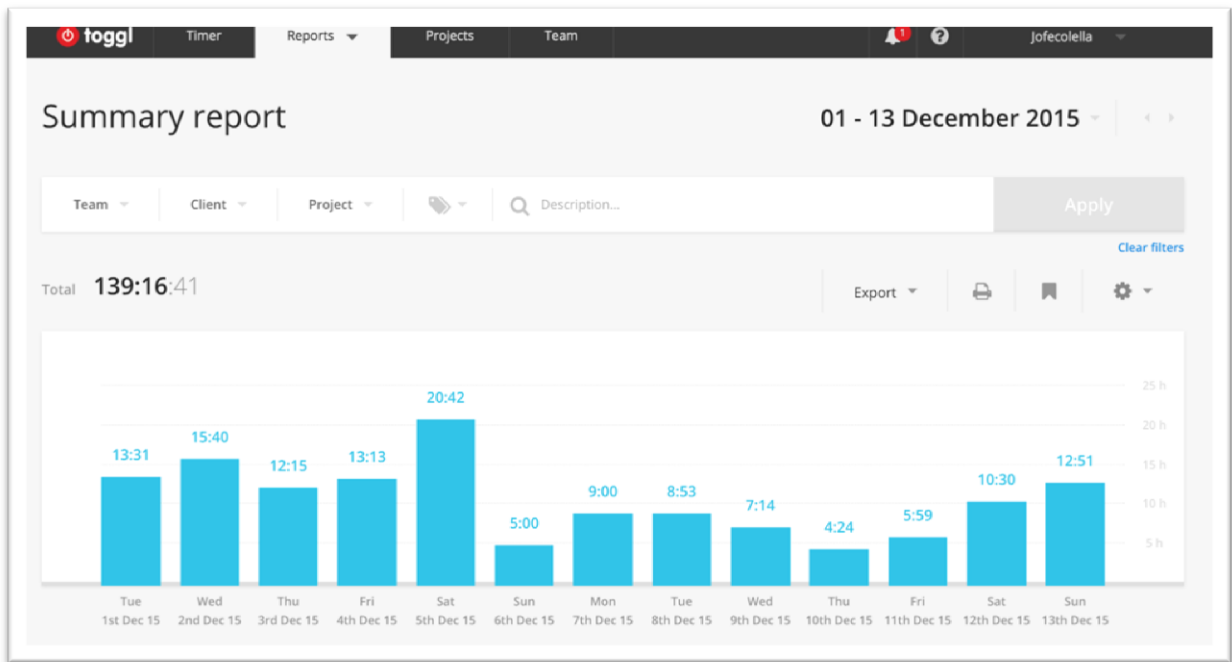 toggl Timer Reports Projects Team 1 ? Jofecolella
Summary report 01 - 13 December 2015
Team Client Project Description... Apply
Clear filters
Total 139:16:41 Export
25 h
20:42
20 h
15:40
13:31 12:15 13:13 12:51
15 h
10:30
9:00 8:53
10 h
7:14
5:00 4:24 5:59
5 h
Tue Wed Thu Fri Sat Sun Mon Tue Wed Thu Fri Sat Sun
1st Dec 15 2nd Dec 15 3rd Dec 15 4th Dec 15 5th Dec 15 6th Dec 15 7th Dec 15 8th Dec 15 9th Dec 15 10th Dec 15 11th Dec 15 12th Dec 15 13th Dec 15